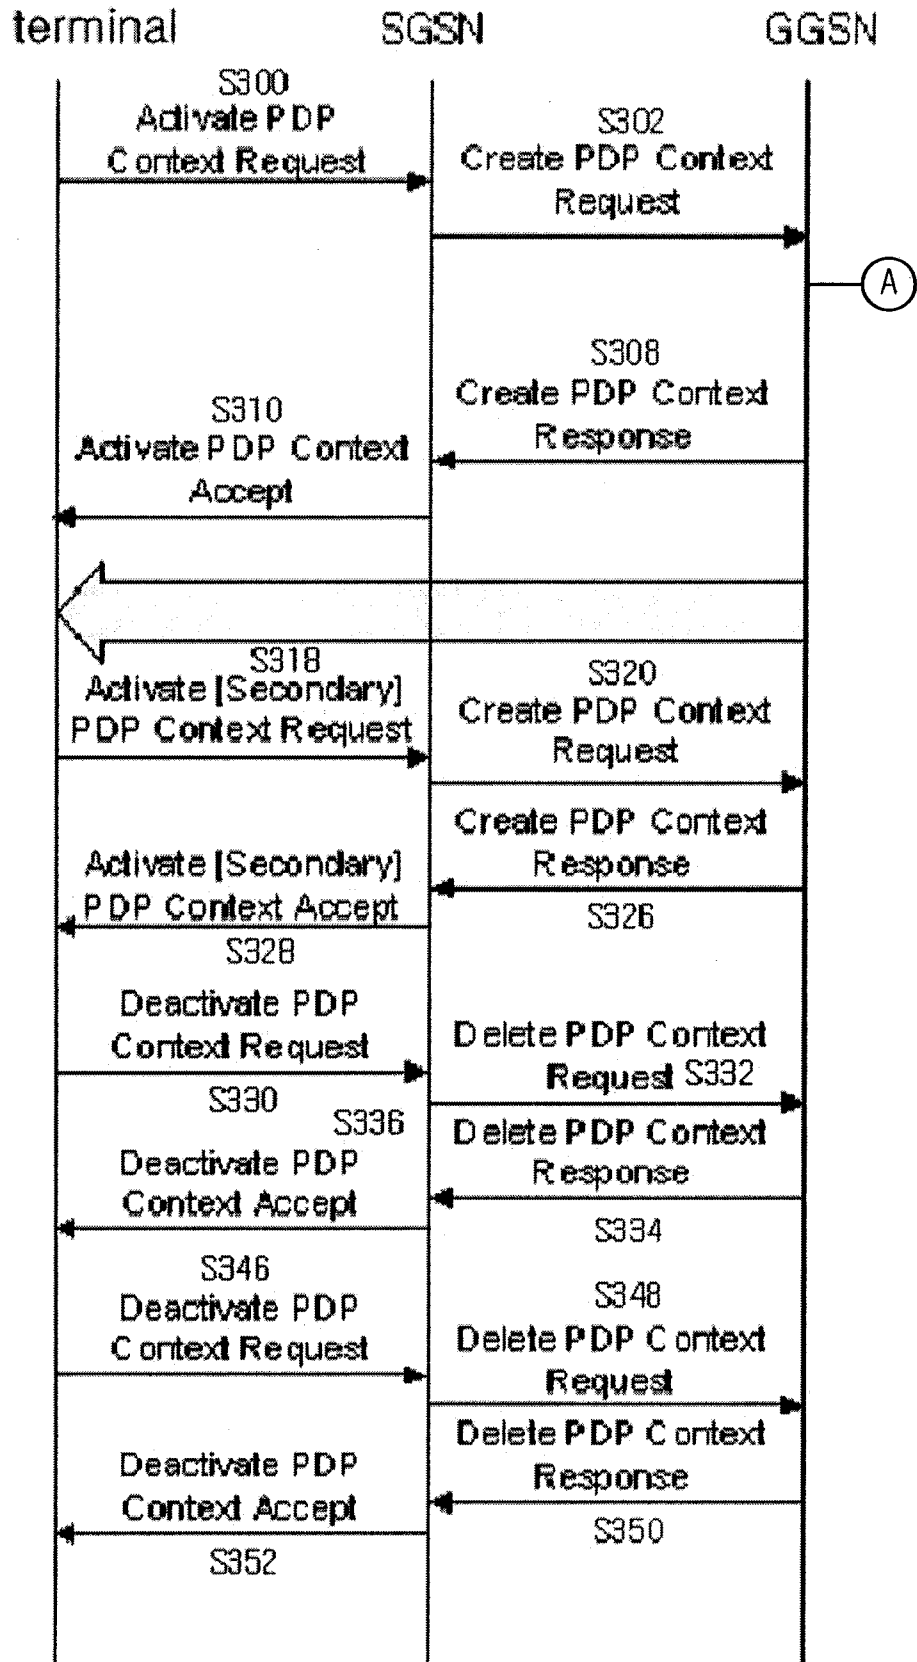 terminal SGSN GGSN
S300
Activate PDP
Context Request
S302
Create PDP Context
Request
A
S308
Create PDP Context
Response
S310
Activate PDP Context
Accept
S318
Activate [Secondary]
PDP Context Request
S320
Create PDP Context
Request
Create PDP Context
Response
S326
Activate [Secondary]
PDP Context Accept
S328
Deactivate PDP
Context Request
S330
Delete PDP Context
Request S332
Delete PDP Context
Response
S334
S336
Deactivate PDP
Context Accept
S346
Deactivate PDP
Context Request
S348
Delete PDP Context
Request
Delete PDP Context
Response
S350
Deactivate PDP
Context Accept
S352